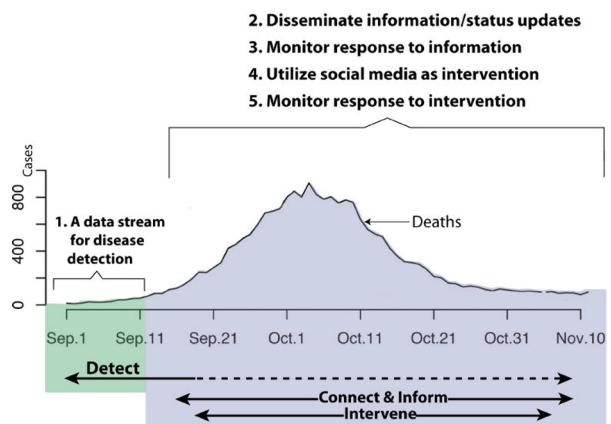 2. Disseminate information/status updates
3. Monitor response to information
4. Utilize social media as intervention
5. Monitor response to intervention
Cases
800
400
0
1. A data stream
for disease
detection
Deaths
Sep.1 Sep.11 Sep.21 Oct.1 Oct.11 Oct.21 Oct.31 Nov.10
Detect
Connect & Inform
Intervene